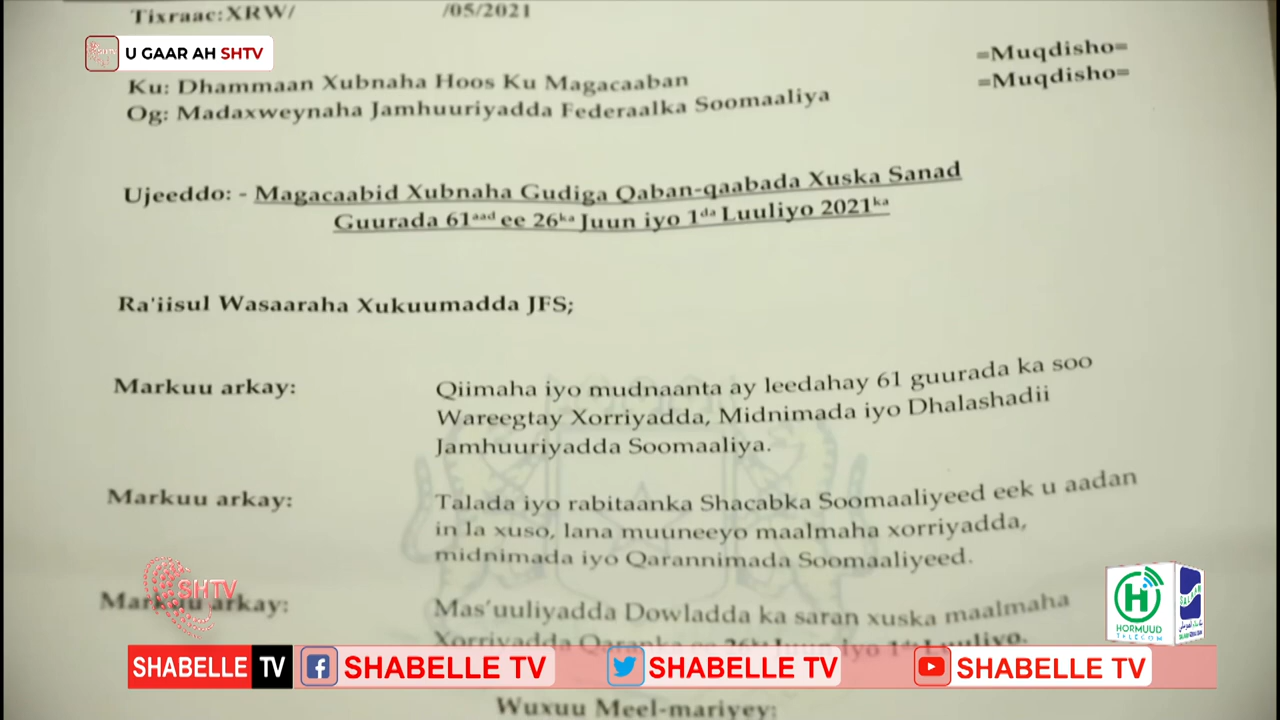 Tixraac:XRW/ /05/2021
U GAAR AH SHTV
=Muqdisho=
=Muqdisho=
Ku: Dhammaan Xubnaha Hoos Ku Magacaaban
Og: Madaxweynaha Jamhuuriyadda Federaalka Soomaaliya
Ujeeddo: - Magacaabid Xubnaha Gudiga Qaban-qaabada Xuska Sanad
Guurada 61aad ee 26ka Juun iyo 1da Luuliyo 2021ka
Ra'iisul Wasaaraha Xukuumadda JFS;
Markuu arkay: Qiimaha iyo mudnaanta ay leedahay 61 guurada ka soo
Wareegtay Xorriyadda, Midnimada iyo Dhalashadii
Jamhuuriyadda Soomaaliya.
Markuu arkay: Talada iyo rabitaanka Shacabka Soomaaliyeed eek u aadan
in la xuso, lana muuneeyo maalmaha xorriyadda,
midnimada iyo Qarannimada Soomaaliyeed.
Markuu arkay: Mas'uuliyadda Dowladda ka saran xuska maalmaha
Xorriyadda Qaranka ee 26ka Juun iyo 1da Luuliyo.
SHTV
HORMUUD
TELECOM
SALAAM
SHABELLE TV
SHABELLE TV
SHABELLE TV
SHABELLE TV
Wuxuu Meel-mariyey: